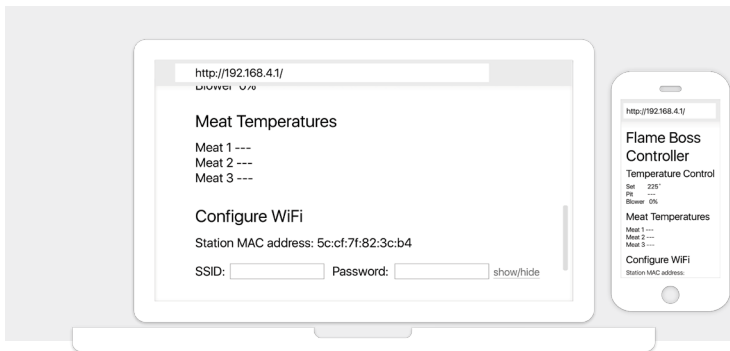 http://192.168.4.1/
Blower 0%
Meat Temperatures
Meat 1 ---
Meat 2 ---
Meat 3 ---
Configure WiFi
Station MAC address: 5c:cf:7f:82:3c:b4
SSID: Password: show/hide
http://192.168.4.1/
Flame Boss
Controller
Temperature Control
Set 225°
Pit ---
Blower 0%
Meat Temperatures
Meat 1 ---
Meat 2 ---
Meat 3 ---
Configure WiFi
Station MAC address: